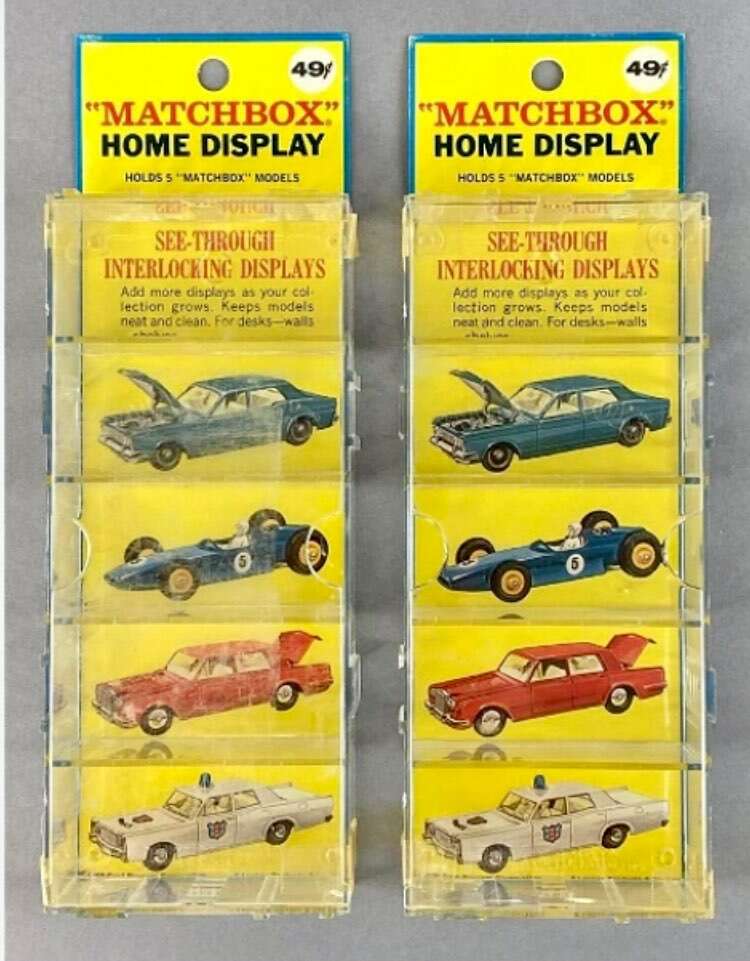 49¢
"MATCHBOX"®
HOME DISPLAY
HOLDS 5 "MATCHBOX" MODELS
SEE-THROUGH
INTERLOCKING DISPLAYS
Add more displays as your col-
lection grows. Keeps models
neat and clean. For desks—walls
5
49¢
"MATCHBOX"®
HOME DISPLAY
HOLDS 5 "MATCHBOX" MODELS
SEE-THROUGH
INTERLOCKING DISPLAYS
Add more displays as your col-
lection grows. Keeps models
neat and clean. For desks—walls
5